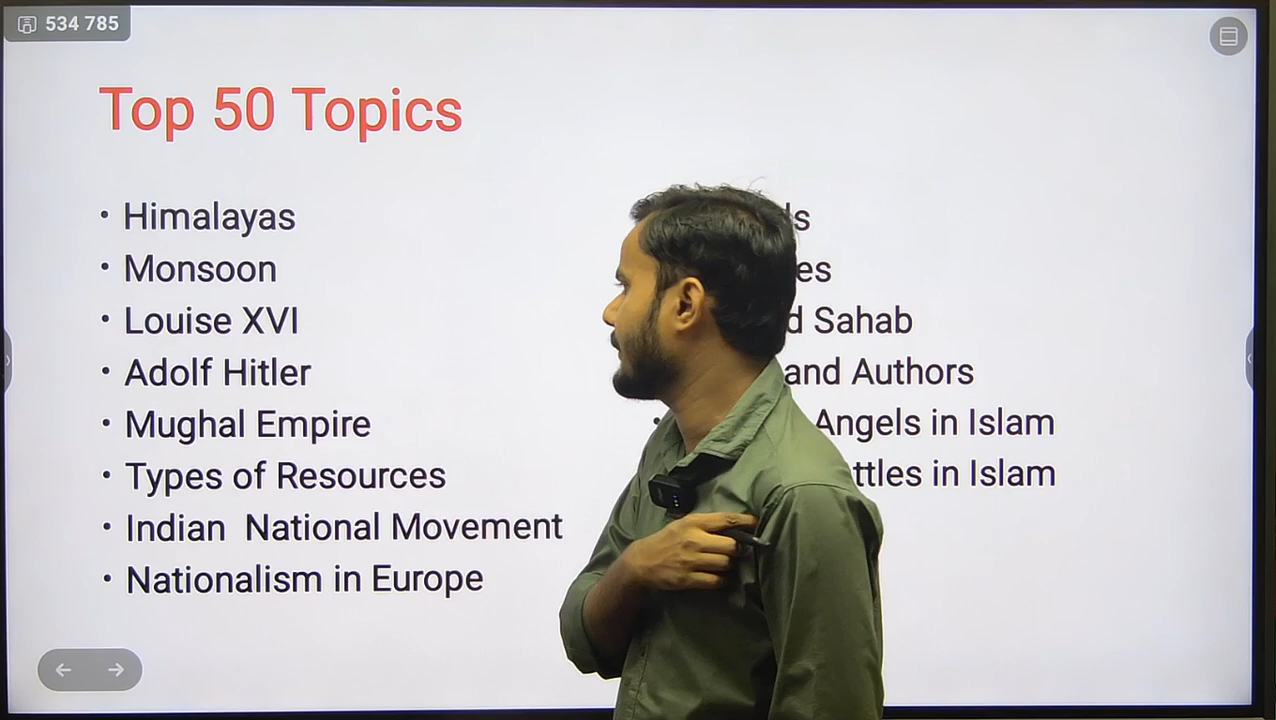 534 785
Top 50 Topics
• Himalayas
• Monsoon
• Louise XVI
• Adolf Hitler
• Mughal Empire
• Types of Resources
• Indian National Movement
• Nationalism in Europe
Sahab
and Authors
• Angels in Islam
in Islam